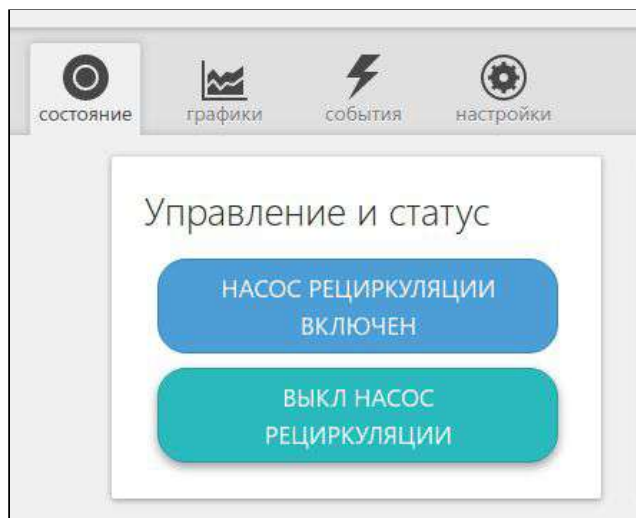 состояние графики события настройки
Управление и статус
НАСОС РЕЦИРКУЛЯЦИИ
ВКЛЮЧЕН
ВЫКЛ НАСОС
РЕЦИРКУЛЯЦИИ